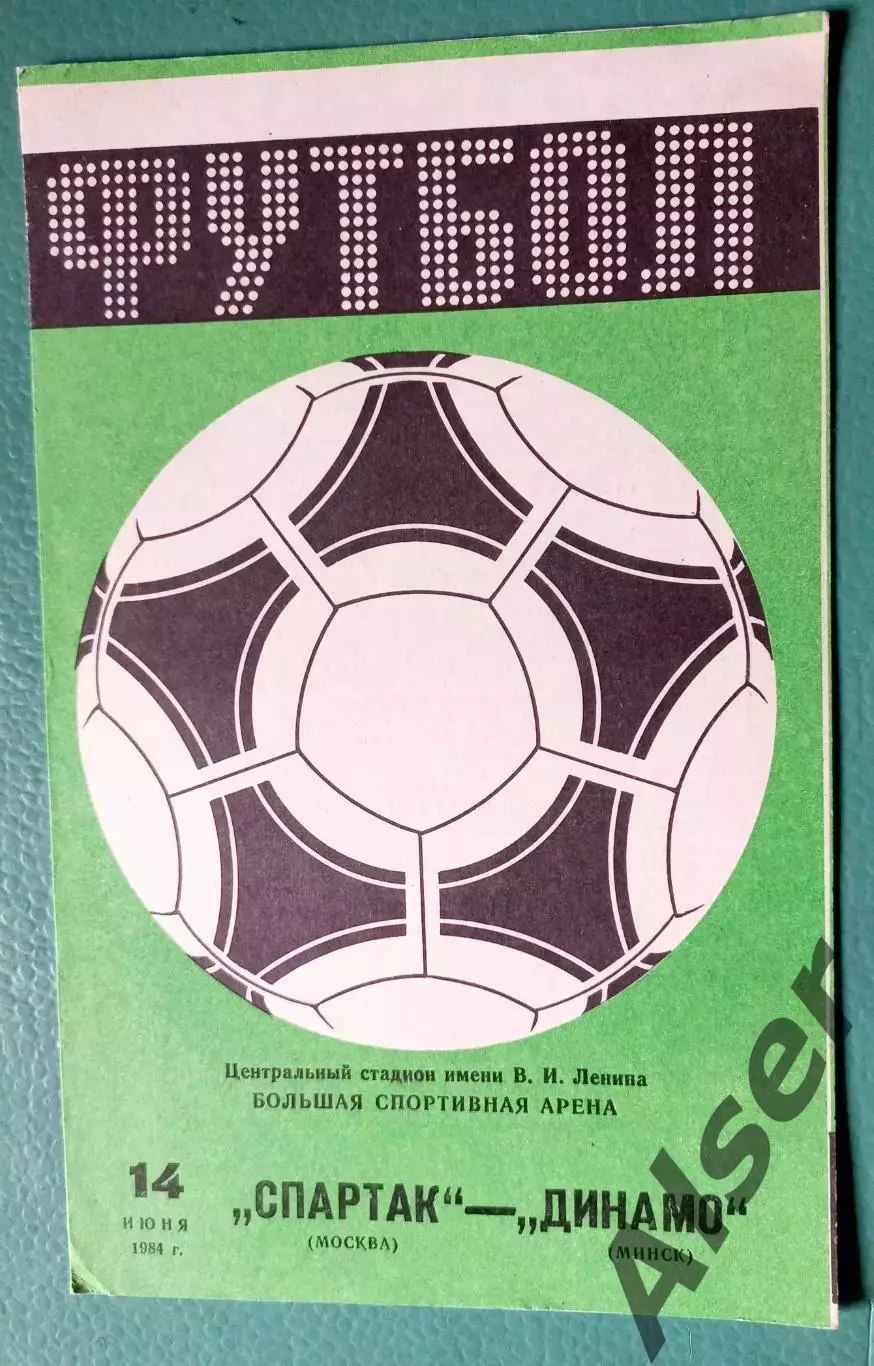 ФУТБОЛ
Центральный стадион имени В. И. Ленина
БОЛЬШАЯ СПОРТИВНАЯ АРЕНА
14 „СПАРТАК“—„ДИНАМО“
ИЮНЯ (МОСКВА) (МИНСК)
1984 г.
Alser